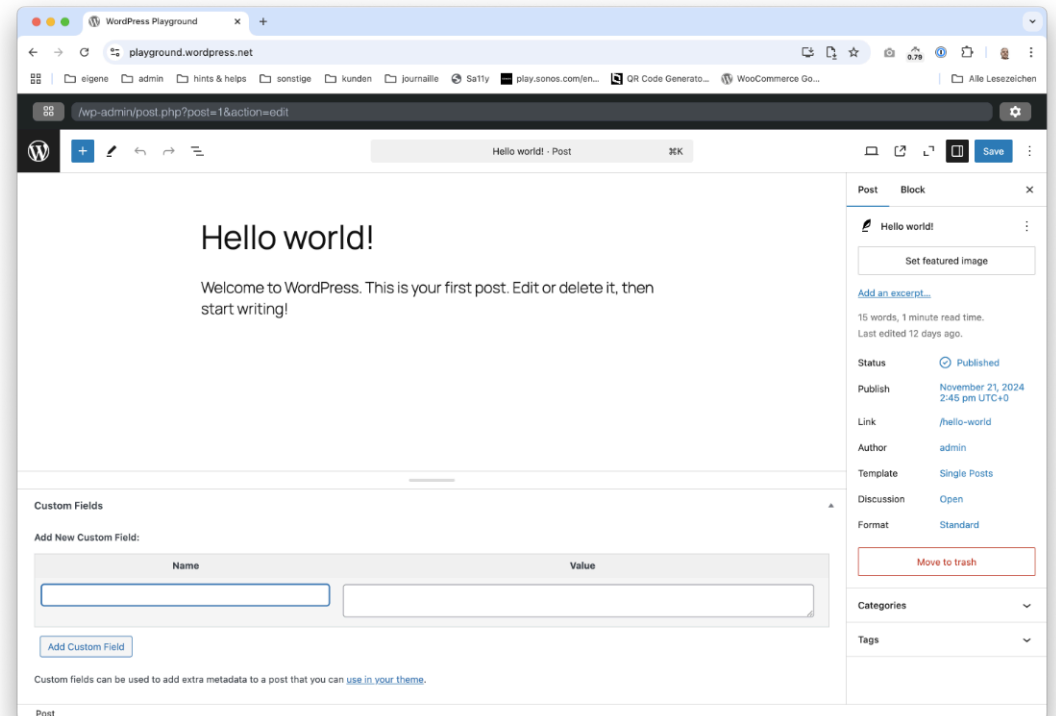 WordPress Playground
playground.wordpress.net
0.79
eigene
admin
hints & helps
sonstige
kunden
journaille
Sa11y
play.sonos.com/en...
QR Code Generato...
WooCommerce Go...
Alle Lesezeichen
/wp-admin/post.php?post=1&action=edit
Hello world! · Post
⌘K
Save
Post
Block
Hello world!
Set featured image
Add an excerpt...
15 words, 1 minute read time.
Last edited 12 days ago.
Status Published
Publish November 21, 2024
2:45 pm UTC+0
Link /hello-world
Author admin
Template Single Posts
Discussion Open
Format Standard
Move to trash
Categories
Tags
Hello world!
Welcome to WordPress. This is your first post. Edit or delete it, then
start writing!
Custom Fields
Add New Custom Field:
Name
Value
Add Custom Field
Custom fields can be used to add extra metadata to a post that you can use in your theme.
Post